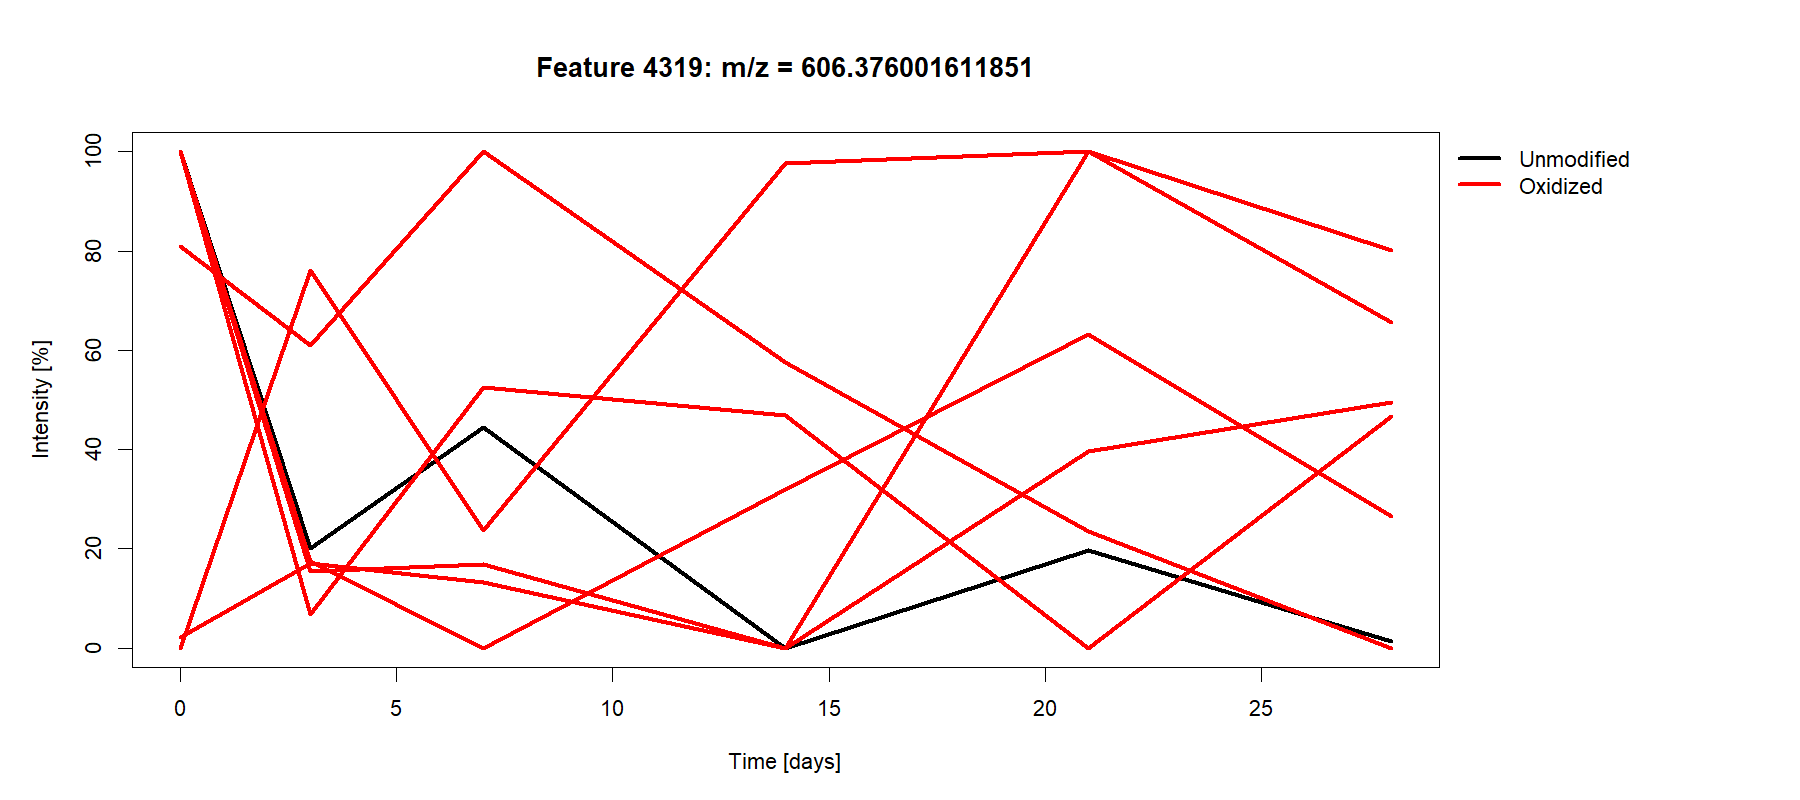 Feature 4319: m/z = 606.376001611851
Unmodified
Oxidized
Intensity [%]
100
80
60
40
20
0
0 5 10 15 20 25
Time [days]